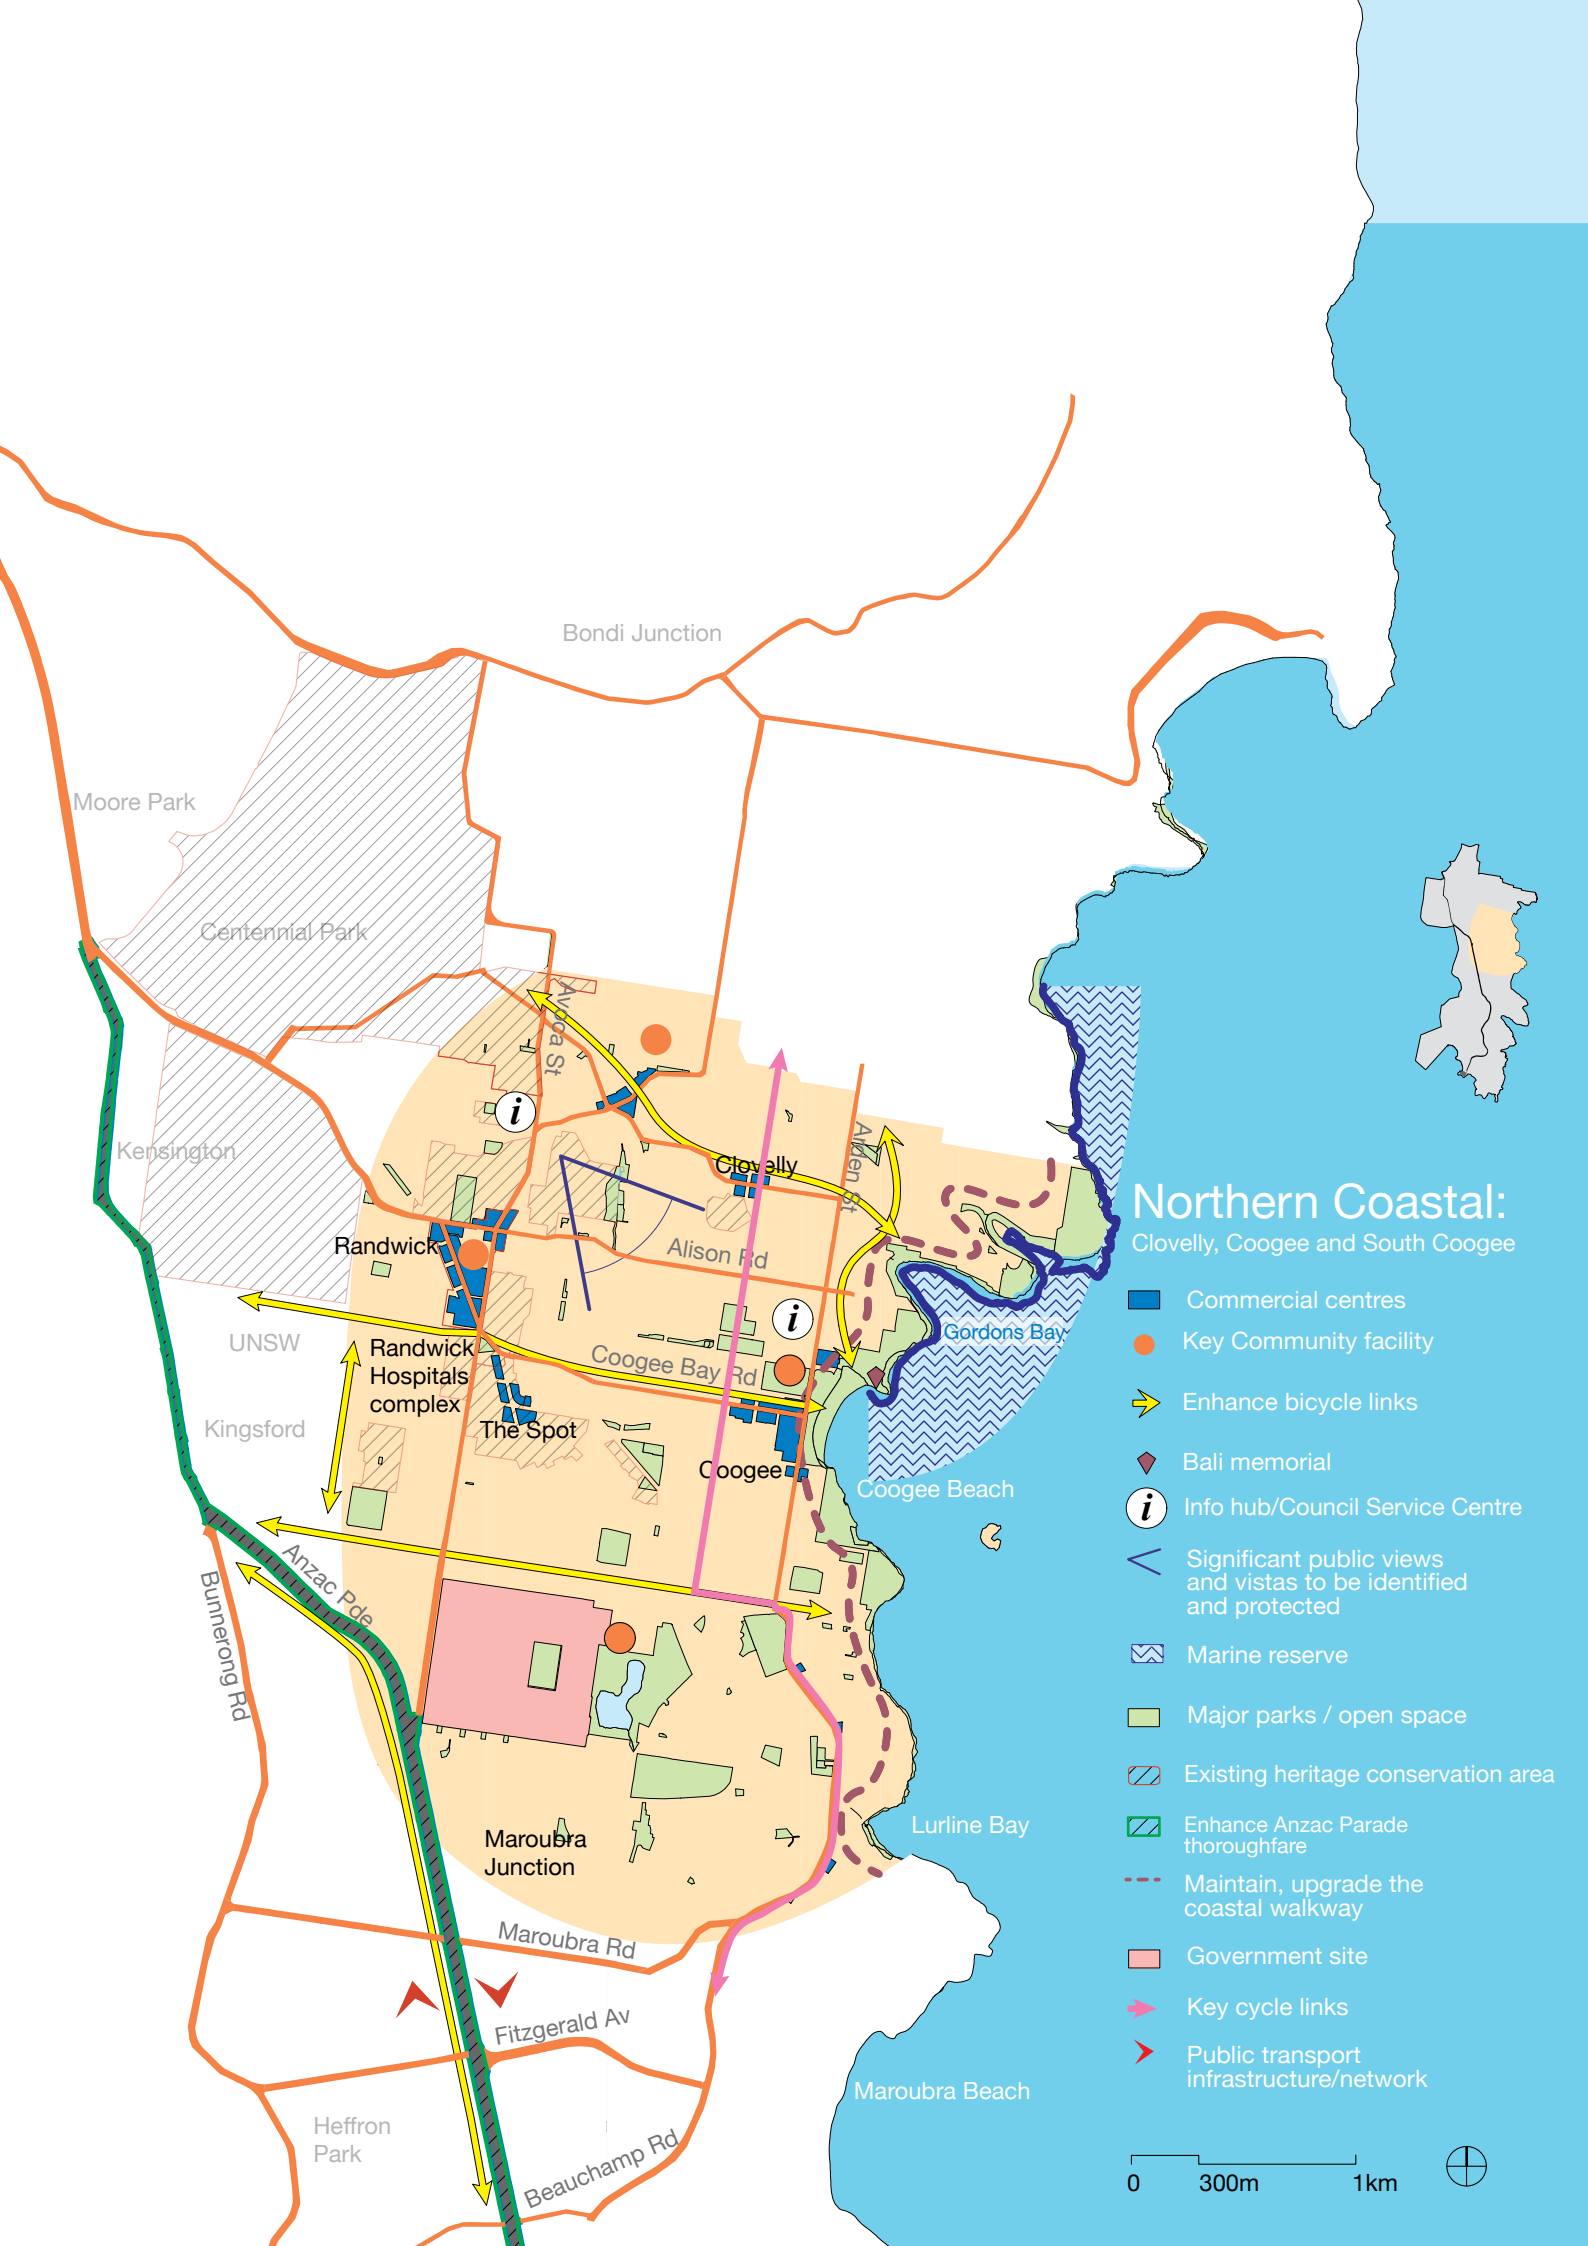 Bondi Junction
Moore Park
Centennial Park
Avoca St
Kensington
Clovelly
Arden St
Randwick
Alison Rd
UNSW
Randwick
Hospitals
complex
Coogee Bay Rd
Gordons Bay
Kingsford
The Spot
Coogee
Coogee Beach
Anzac Pde
Bunnerong Rd
Lurline Bay
Maroubra
Junction
Maroubra Rd
Fitzgerald Av
Maroubra Beach
Heffron
Park
Beauchamp Rd
i
i
Northern Coastal:
Clovelly, Coogee and South Coogee
Commercial centres
Key Community facility
Enhance bicycle links
Bali memorial
i
Info hub/Council Service Centre
Significant public views
and vistas to be identified
and protected
Marine reserve
Major parks / open space
Existing heritage conservation area
Enhance Anzac Parade
thoroughfare
Maintain, upgrade the
coastal walkway
Government site
Key cycle links
Public transport
infrastructure/network
0 300m 1km